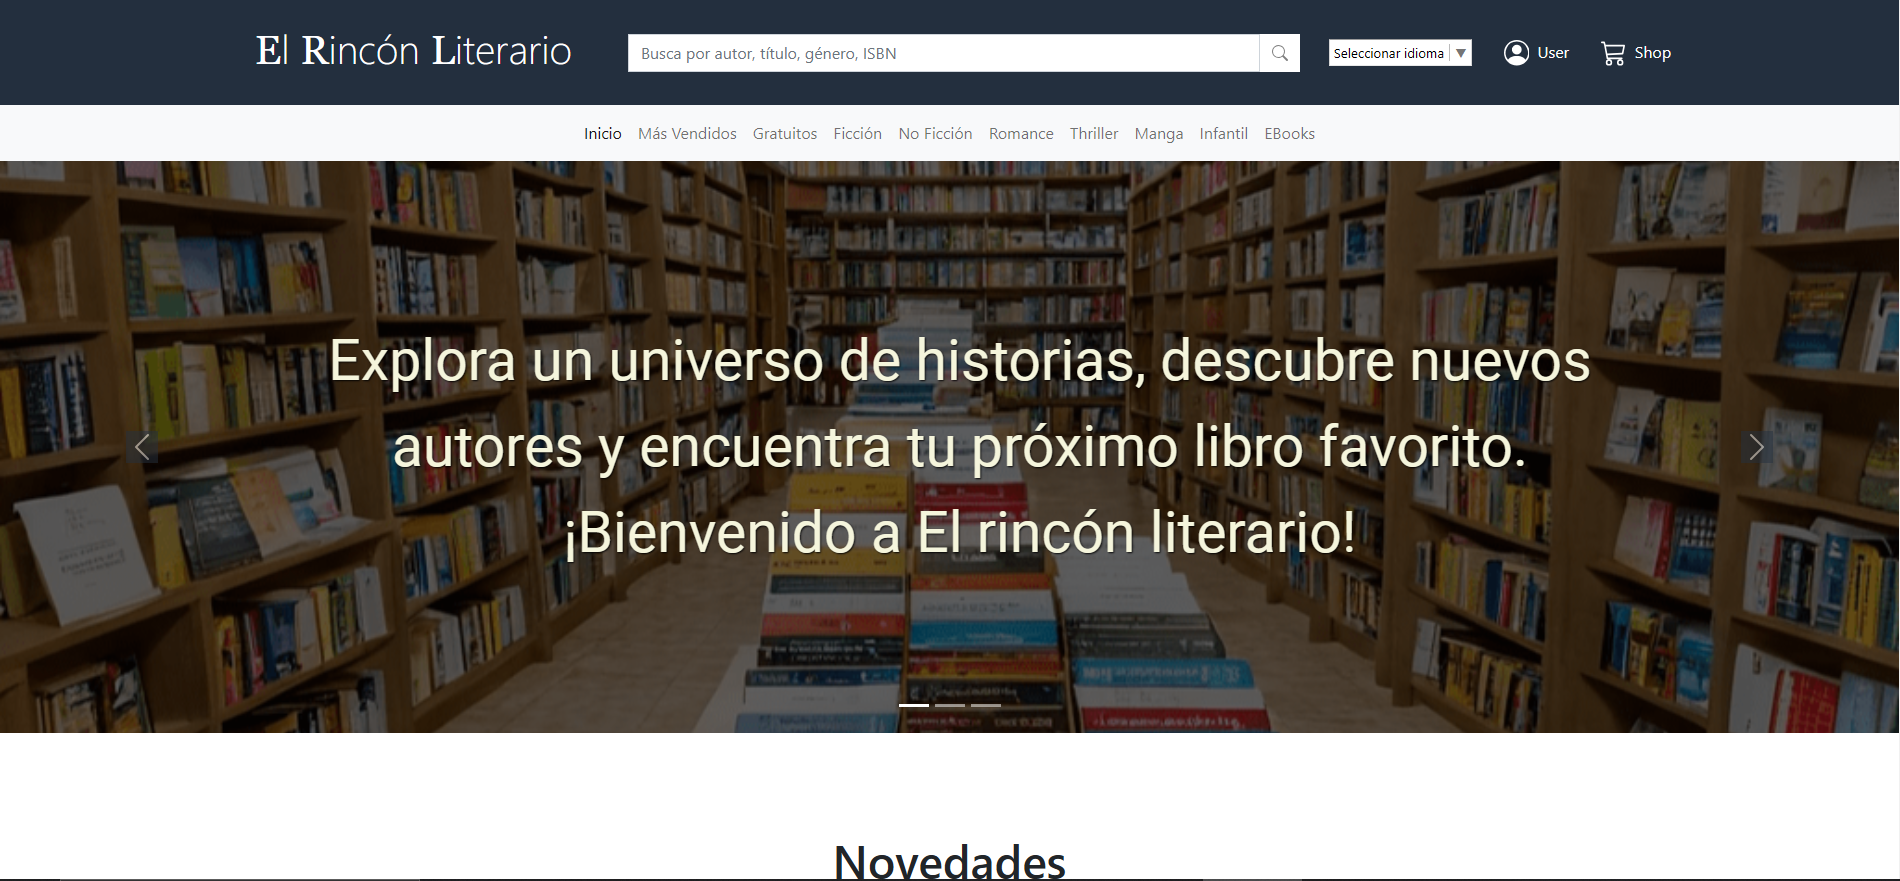 El Rincón Literario
Busca por autor, título, género, ISBN
Seleccionar idioma ▼
User
Shop
Inicio Más Vendidos Gratuitos Ficción No Ficción Romance Thriller Manga Infantil EBooks
Explora un universo de historias, descubre nuevos
autores y encuentra tu próximo libro favorito.
¡Bienvenido a El rincón literario!
Novedades